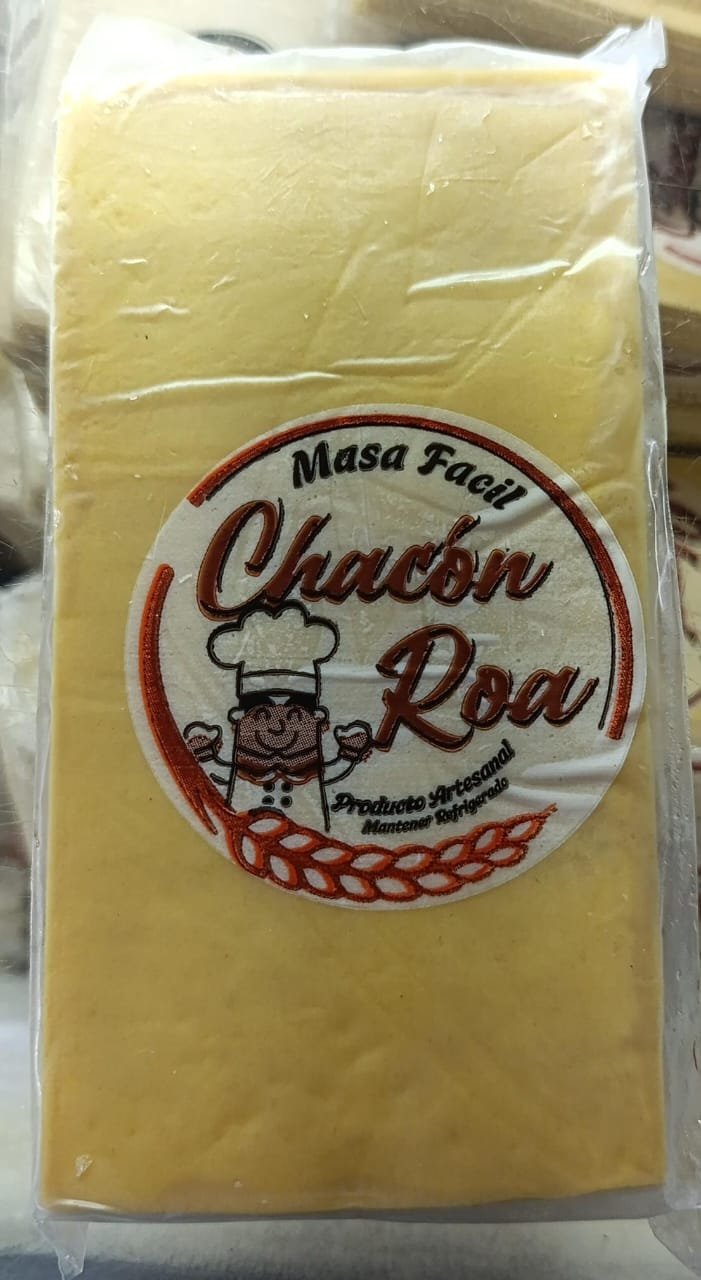 Masa Facil
Chacón
Roa
Producto Artesanal
Mantener Refrigerado